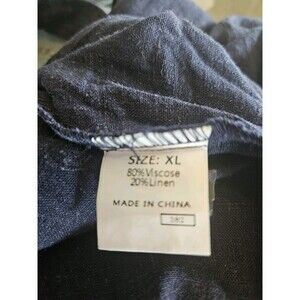 SIZE: XL
80%Viscose
20%Linen
MADE IN CHINA